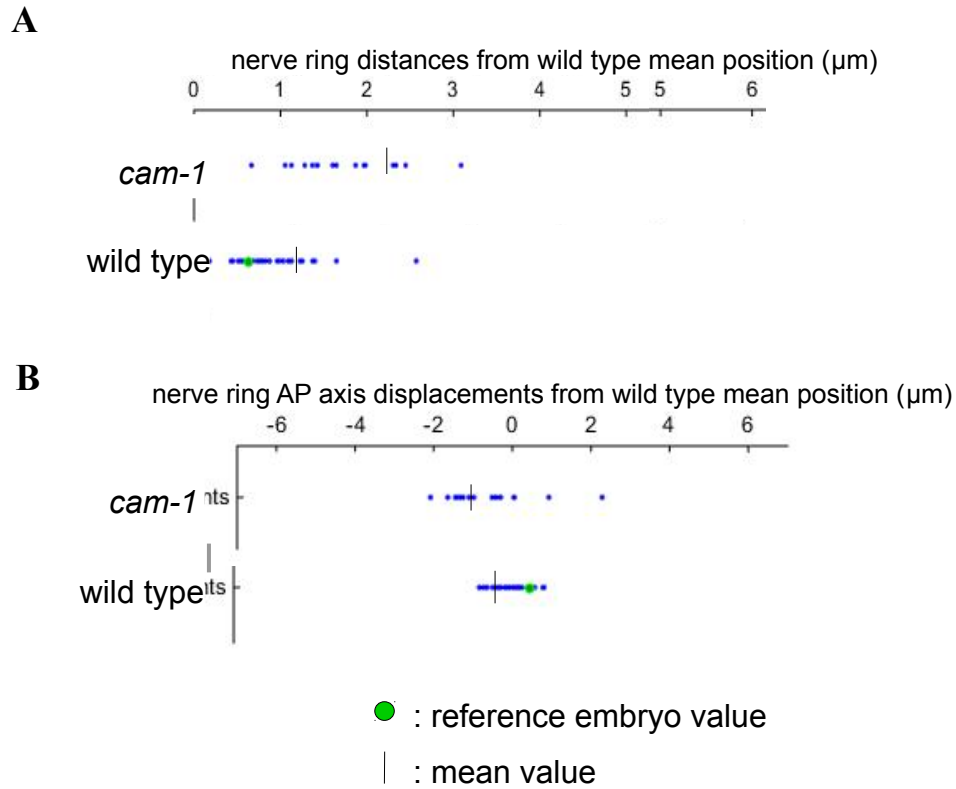 A
nerve ring distances from wild type mean position (µm)
0 1 2 3 4 5 5 6
cam-1
wild type
B
nerve ring AP axis displacements from wild type mean position (µm)
-6 -4 -2 0 2 4 6
cam-1 nts
wild type nts
: reference embryo value
: mean value